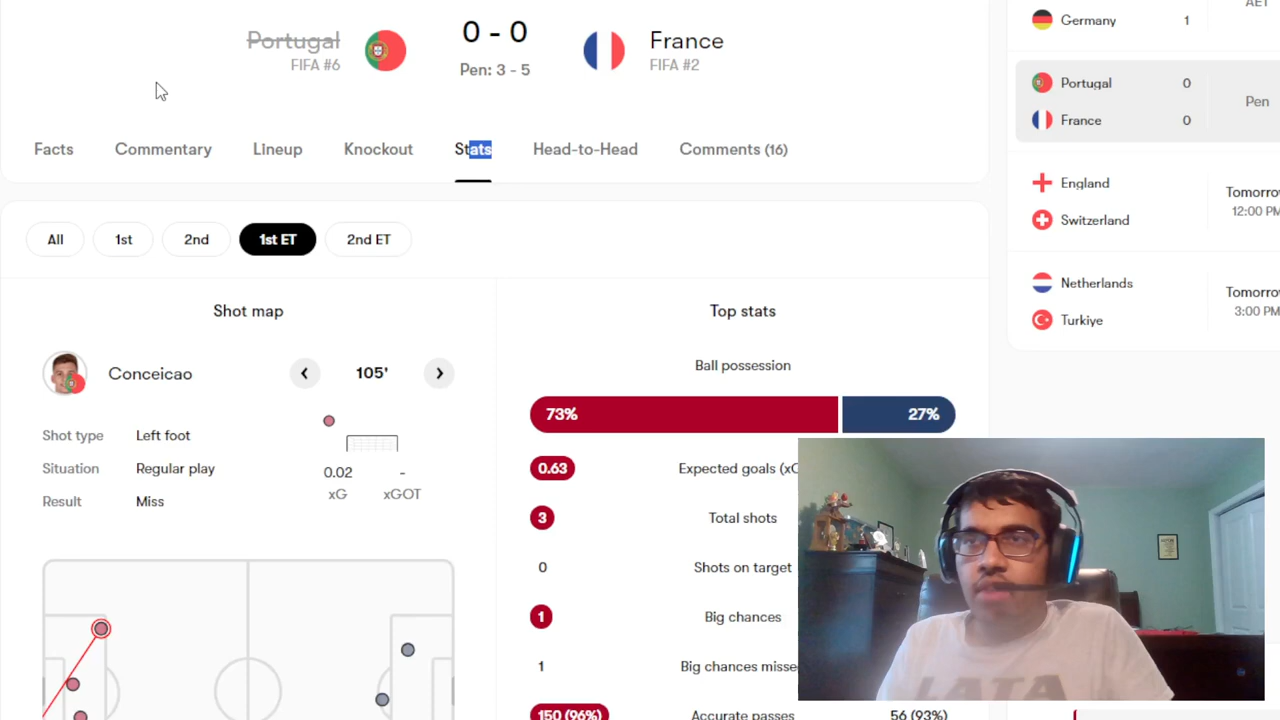 Portugal
FIFA #6
0 - 0
Pen: 3 - 5
France
FIFA #2
Facts
Commentary
Lineup
Knockout
Stats
Head-to-Head
Comments (16)
All
1st
2nd
1st ET
2nd ET
Shot map
Conceicao
105'
Shot type Left foot
Situation Regular play
Result Miss
0.02
xG
-
xGOT
Top stats
Ball possession
73% 27%
0.63 Expected goals (xG
3 Total shots
0 Shots on target
1 Big chances
1 Big chances misse
150 (96%) Accurate passes 56 (93%)
AET
Germany 1
Portugal 0
France 0
Pen
England
Switzerland
Tomorro
12:00 PM
Netherlands
Turkiye
Tomorro
3:00 PM
LATA